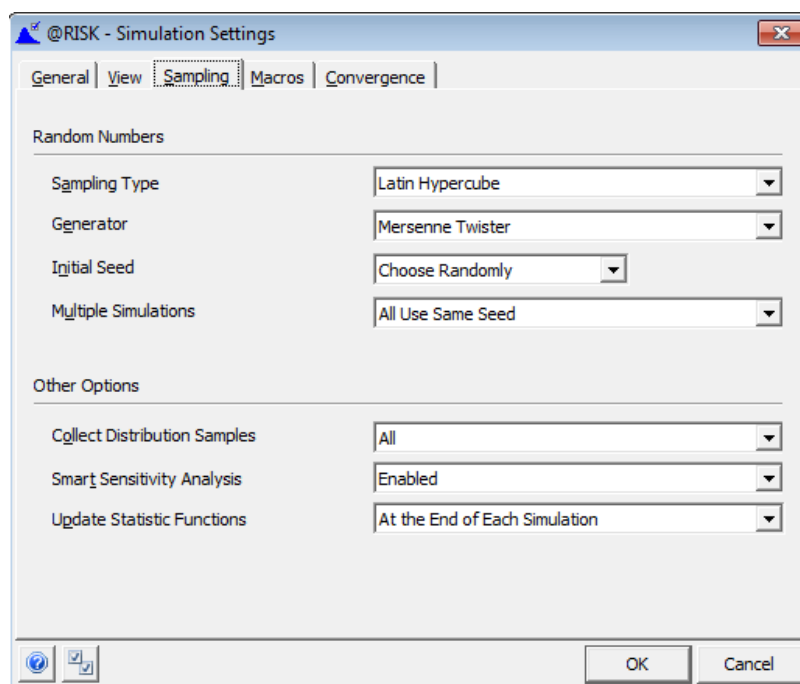 @RISK - Simulation Settings
General View Sampling Macros Convergence
Random Numbers
Sampling Type Latin Hypercube
Generator Mersenne Twister
Initial Seed Choose Randomly
Multiple Simulations All Use Same Seed
Other Options
Collect Distribution Samples All
Smart Sensitivity Analysis Enabled
Update Statistic Functions At the End of Each Simulation
OK Cancel